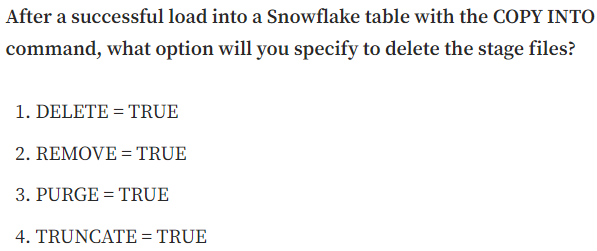 After a successful load into a Snowflake table with the COPY INTO
command, what option will you specify to delete the stage files?
1. DELETE = TRUE
2. REMOVE = TRUE
3. PURGE = TRUE
4. TRUNCATE = TRUE